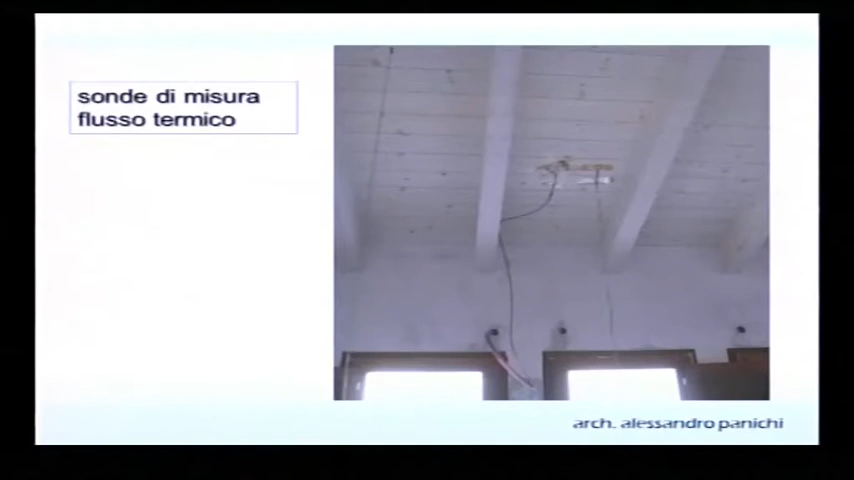 sonde di misura
flusso termico
arch. alessandro panichi